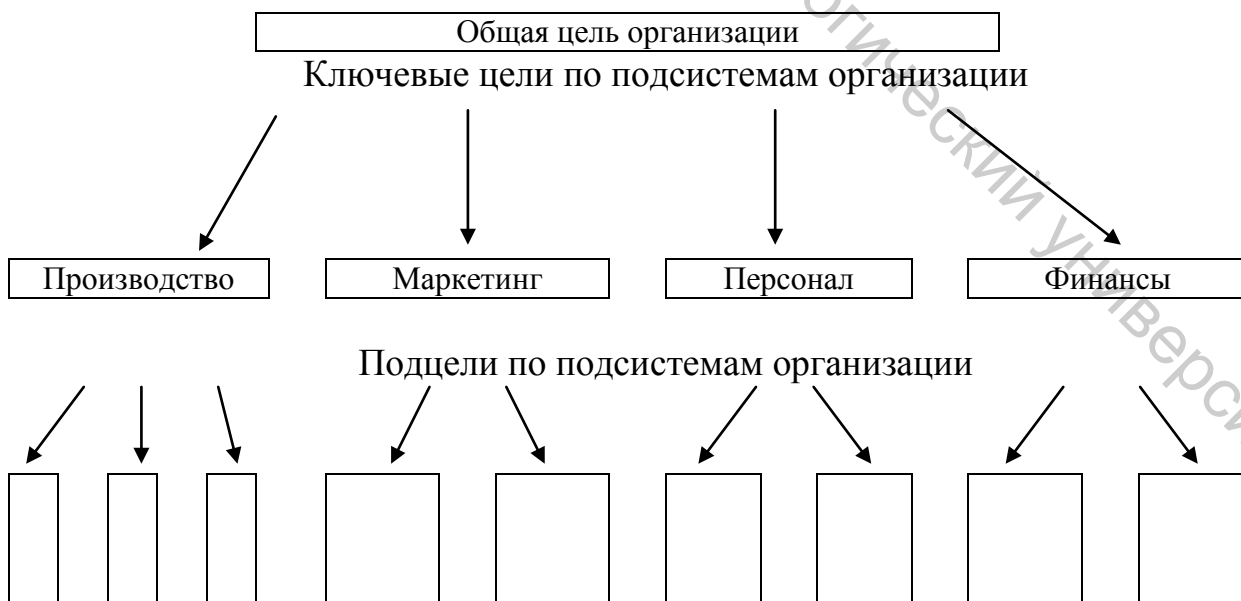 Общая цель организации
Ключевые цели по подсистемам организации
Производство
Маркетинг
Персонал
Финансы
Подцели по подсистемам организации